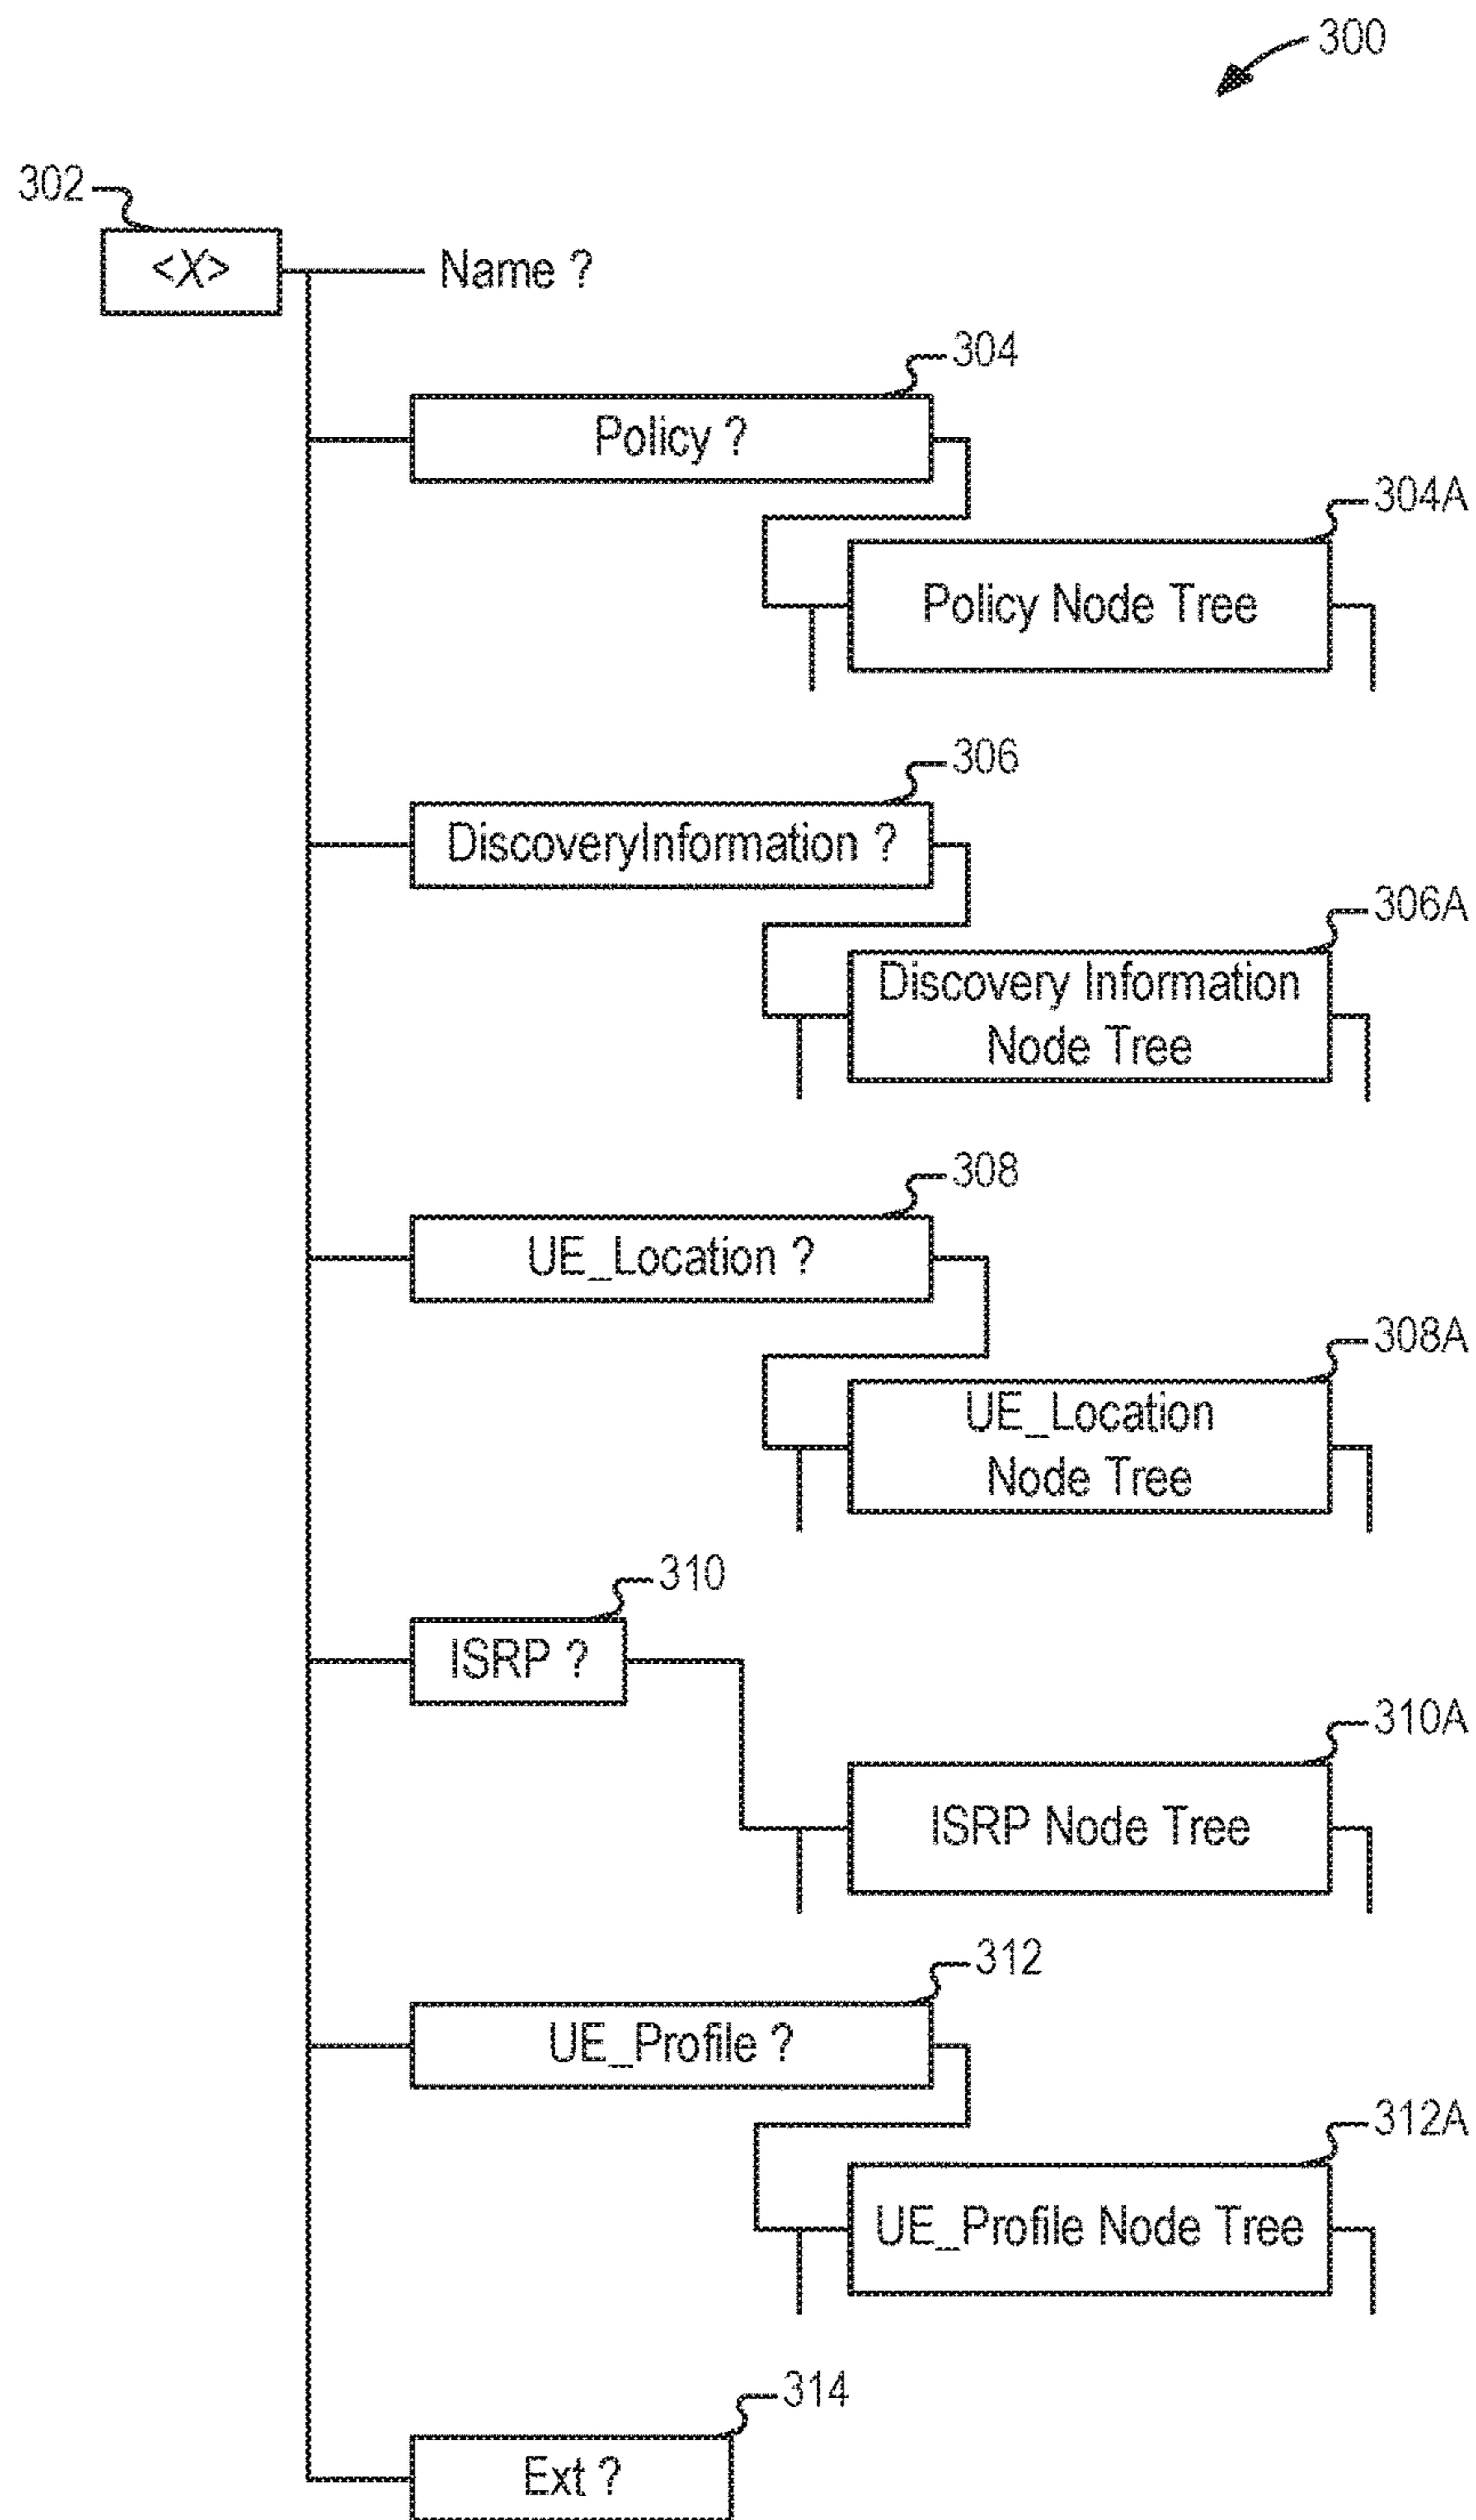 300
302
<X>
Name ?
304
Policy ?
304A
Policy Node Tree
306
DiscoveryInformation ?
306A
Discovery Information
Node Tree
308
UE_Location ?
308A
UE_Location
Node Tree
310
ISRP ?
310A
ISRP Node Tree
312
UE_Profile ?
312A
UE_Profile Node Tree
314
Ext ?